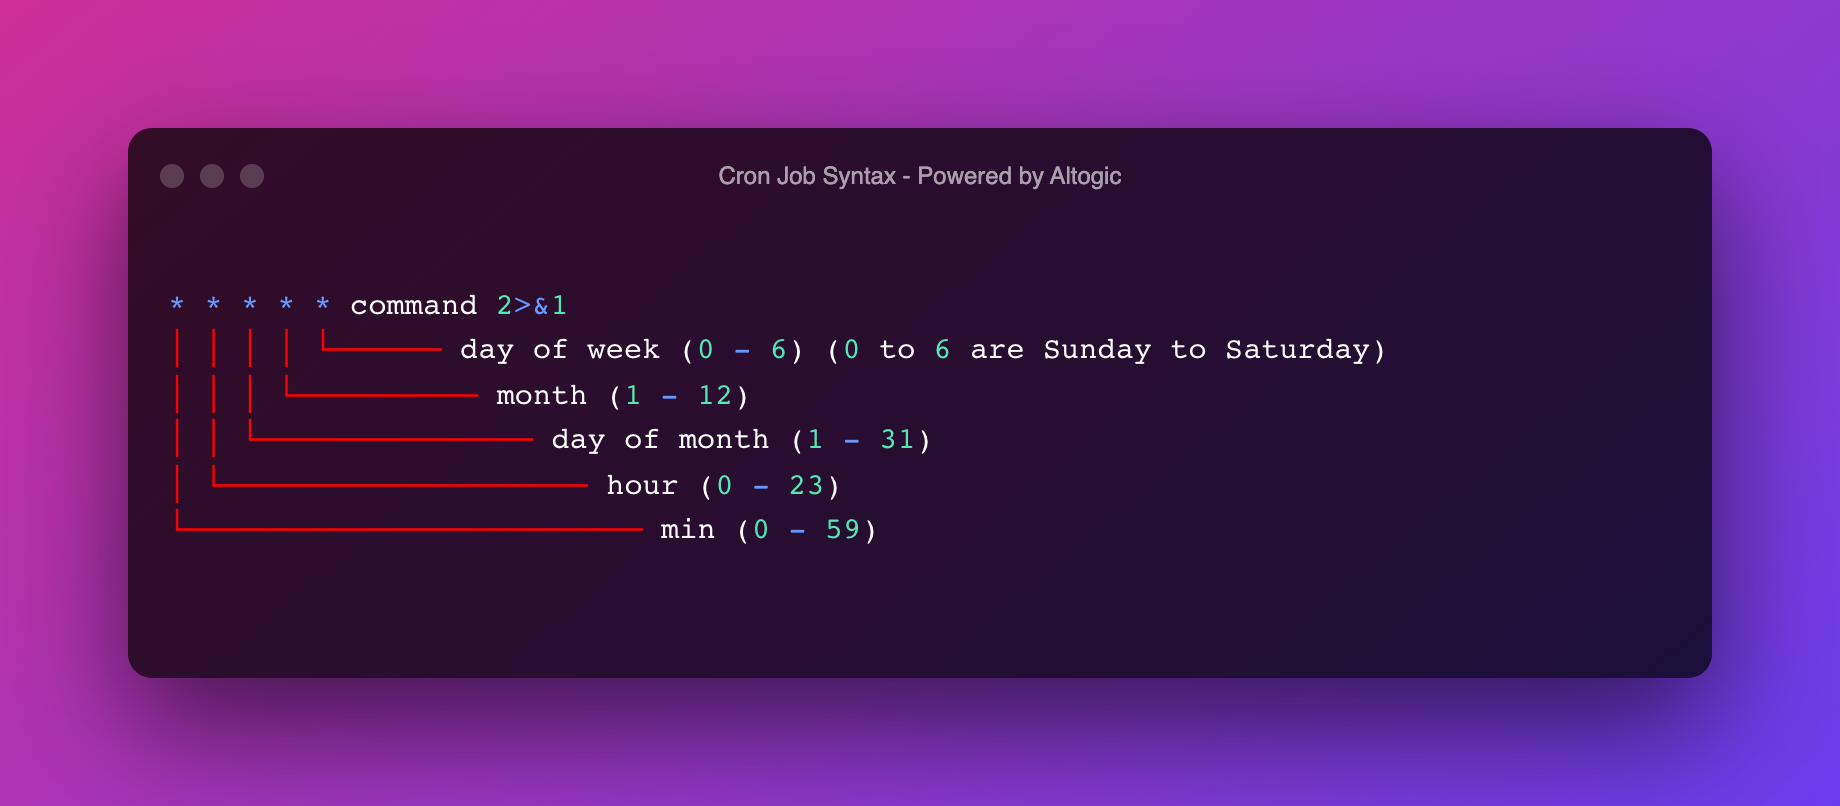 Cron Job Syntax - Powered by Altogic
* * * * * command 2>&1
day of week (0 - 6) (0 to 6 are Sunday to Saturday)
month (1 - 12)
day of month (1 - 31)
hour (0 - 23)
min (0 - 59)